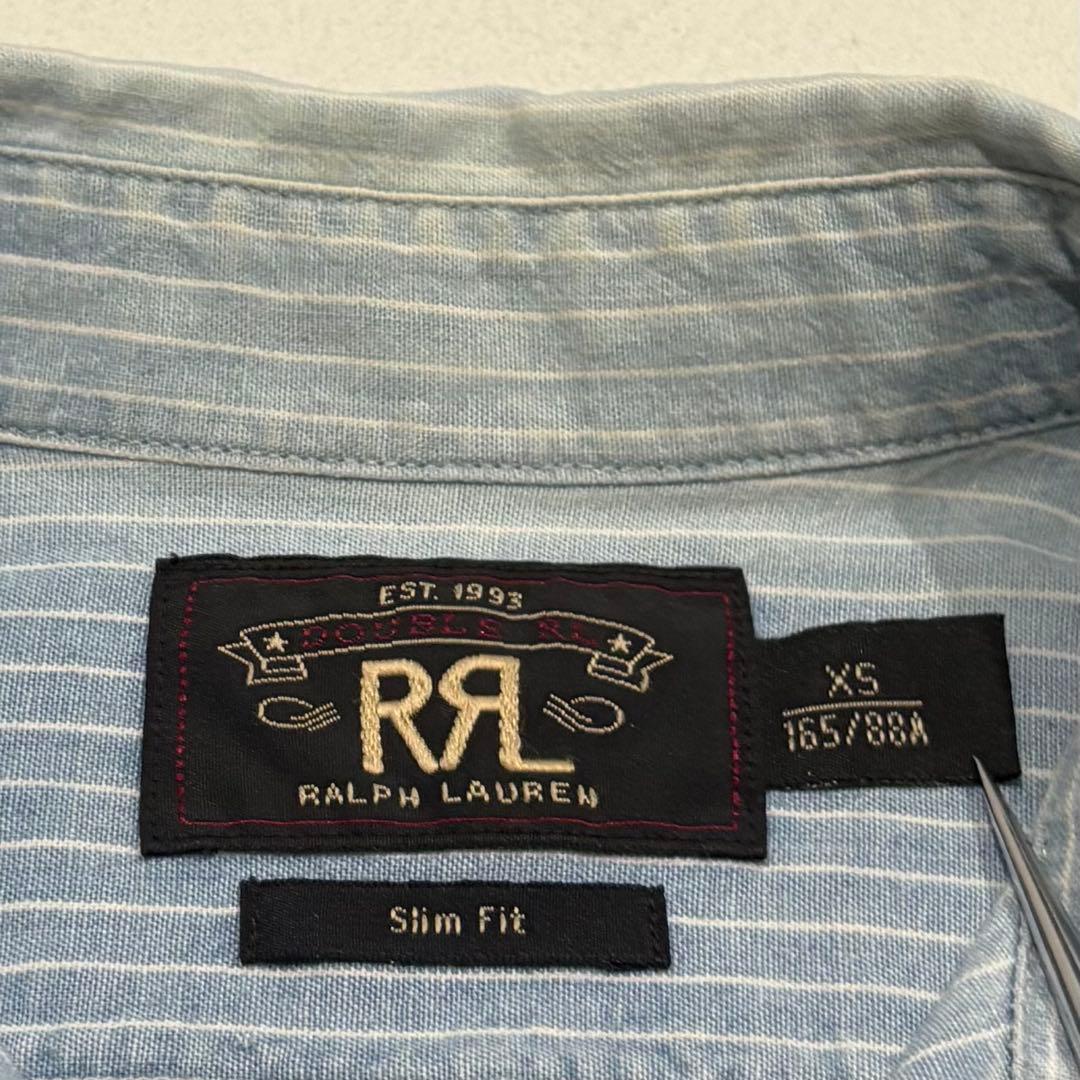 EST. 1993
DOUBLE RL
RRL
RALPH LAUREN
XS
165/88A
Slim Fit